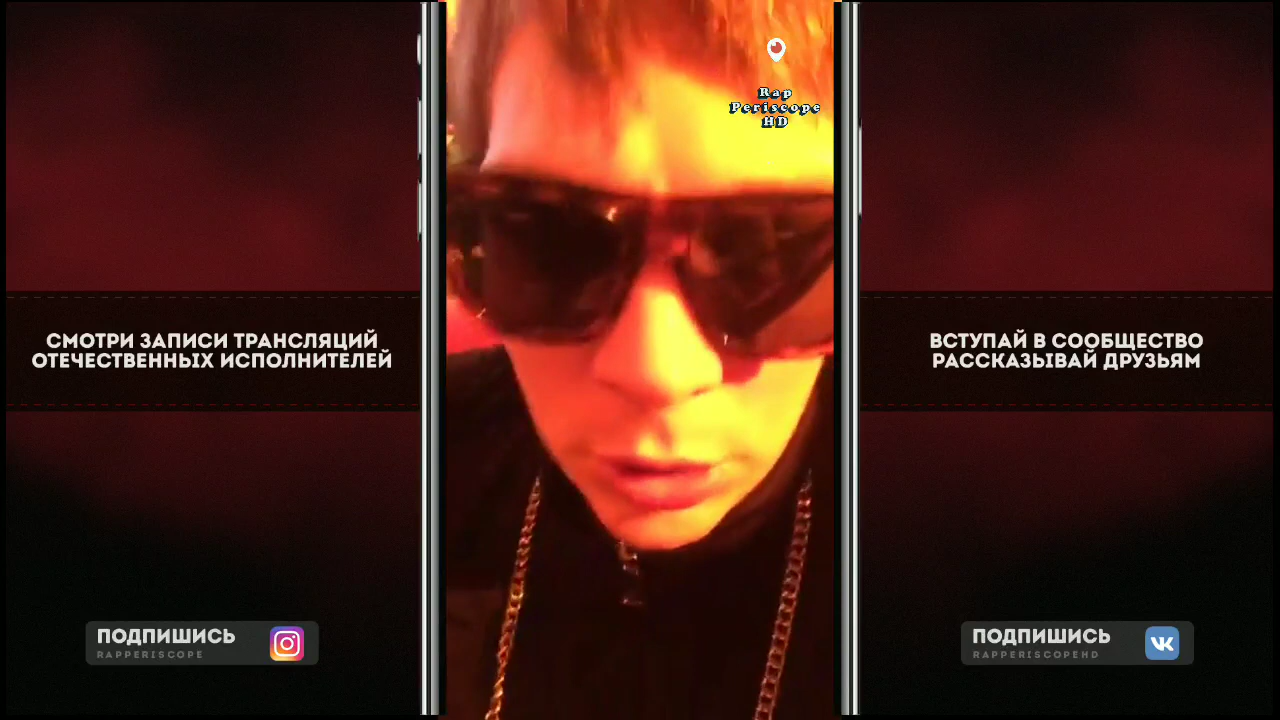 Rap
Periscope
HD
СМОТРИ ЗАПИСИ ТРАНСЛЯЦИЙ
ОТЕЧЕСТВЕННЫХ ИСПОЛНИТЕЛЕЙ
ВСТУПАЙ В СООБЩЕСТВО
РАССКАЗЫВАЙ ДРУЗЬЯМ
ПОДПИШИСЬ
RAPPERISCOPE
ПОДПИШИСЬ
RAPPERISCOPEHD